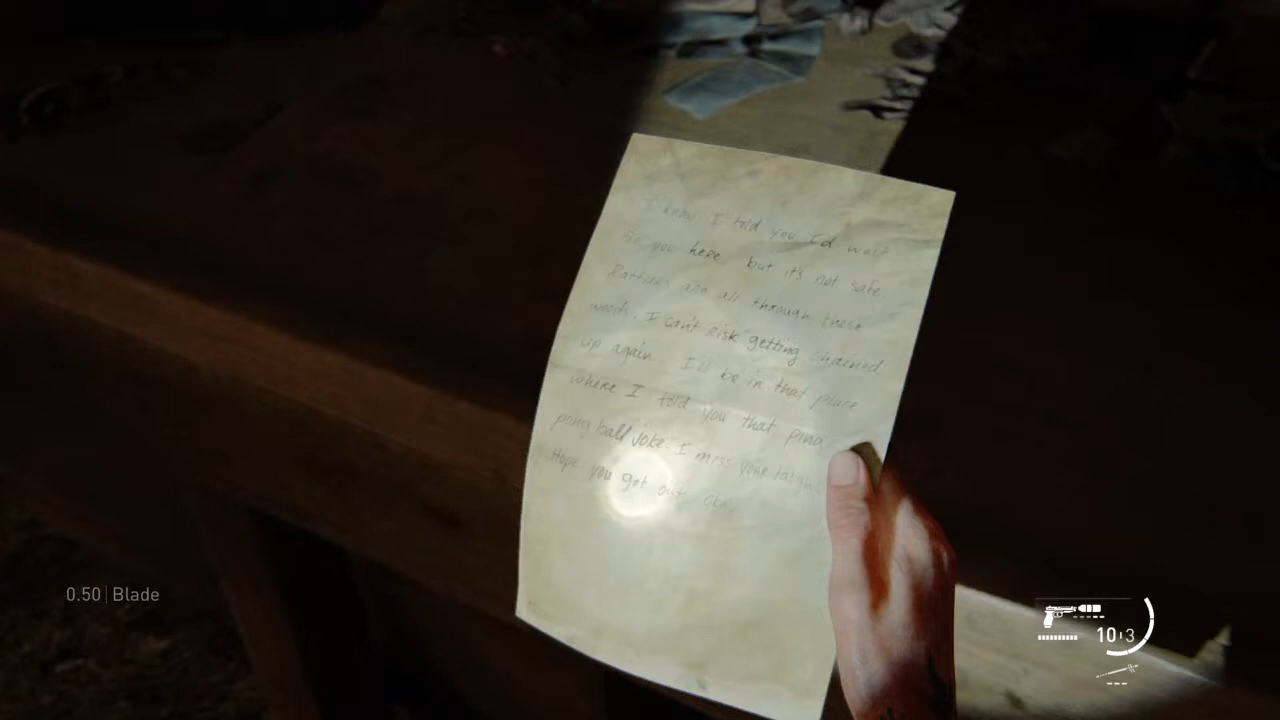 I know I told you I'd wait
for you here but it's not safe.
Rattlers are all through these
woods. I can't risk getting chained
up again. I'll be in that place
where I told you that ping
pong ball joke. I miss your laugh.
Hope you got out okay.
0.50 | Blade
10 3